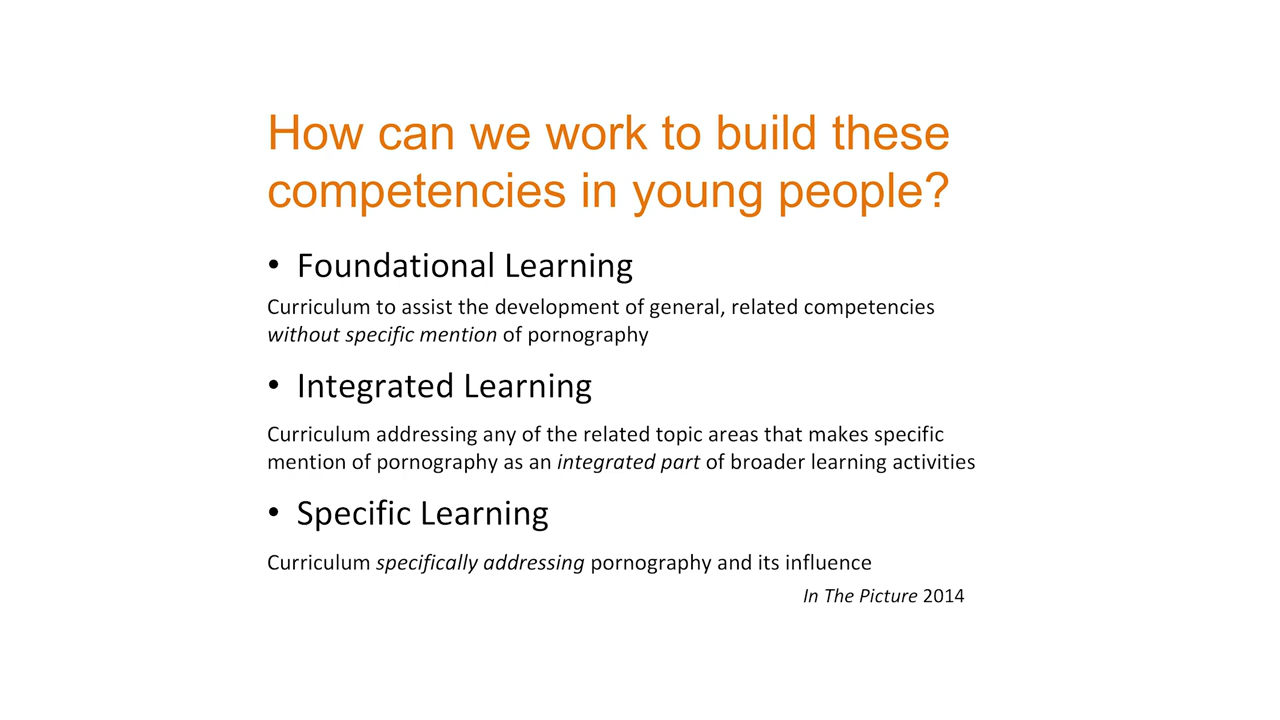 How can we work to build these
competencies in young people?
• Foundational Learning
Curriculum to assist the development of general, related competencies
without specific mention of pornography
• Integrated Learning
Curriculum addressing any of the related topic areas that makes specific
mention of pornography as an integrated part of broader learning activities
• Specific Learning
Curriculum specifically addressing pornography and its influence
In The Picture 2014